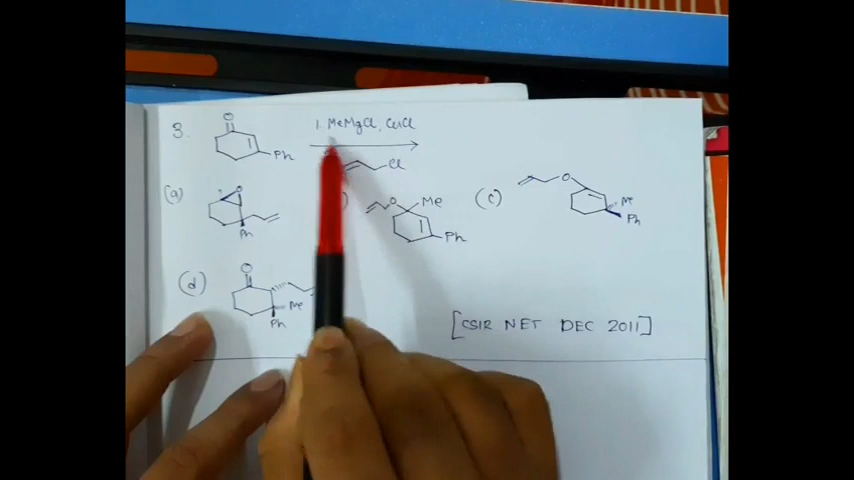 3. O 1. MeMgCl, CuCl
Ph Cl
(a) O O Me (c) O Me
Ph Ph Ph
(d) O Me
Ph
[CSIR NET DEC 2011]